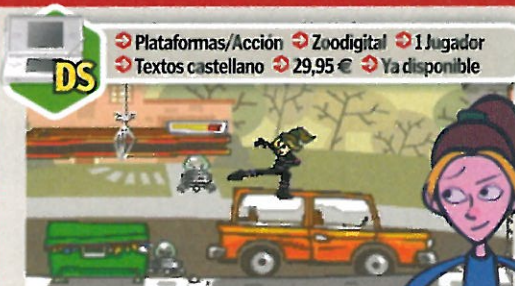 DS
Plataformas/Acción Zoodigital 1 Jugador
Textos castellano 29,95 € Ya disponible